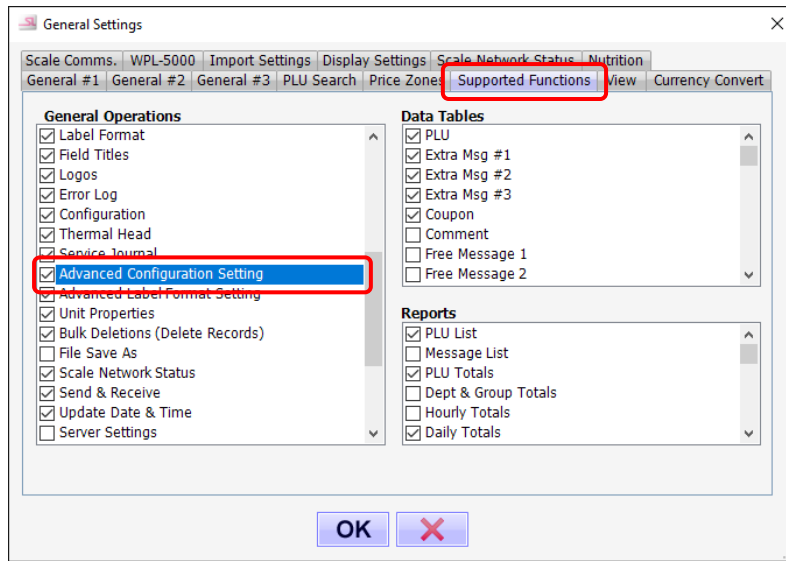 General Settings
Scale Comms. WPL-5000 Import Settings Display Settings Scale Network Status Nutrition
General #1 General #2 General #3 PLU Search Price Zones Supported Functions View Currency Convert
General Operations
Label Format
Field Titles
Logos
Error Log
Configuration
Thermal Head
Service Journal
Advanced Configuration Setting
Advanced Label Format Setting
Unit Properties
Bulk Deletions (Delete Records)
File Save As
Scale Network Status
Send & Receive
Update Date & Time
Server Settings
Data Tables
PLU
Extra Msg #1
Extra Msg #2
Extra Msg #3
Coupon
Comment
Free Message 1
Free Message 2
Reports
PLU List
Message List
PLU Totals
Dept & Group Totals
Hourly Totals
Daily Totals
OK